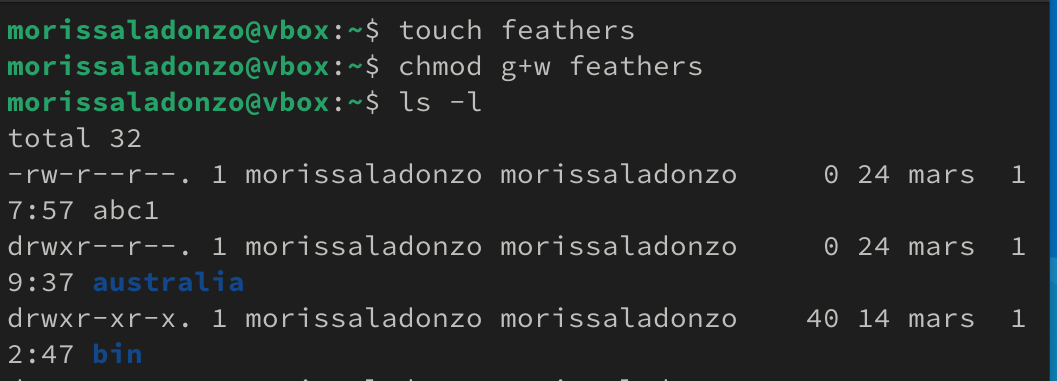 morissaladonzo@vbox:~$ touch feathers
morissaladonzo@vbox:~$ chmod g+w feathers
morissaladonzo@vbox:~$ ls -l
total 32
-rw-r--r--. 1 morissaladonzo morissaladonzo     0 24 mars  1
7:57 abc1
drwxr--r--. 1 morissaladonzo morissaladonzo     0 24 mars  1
9:37 australia
drwxr-xr-x. 1 morissaladonzo morissaladonzo    40 14 mars  1
2:47 bin